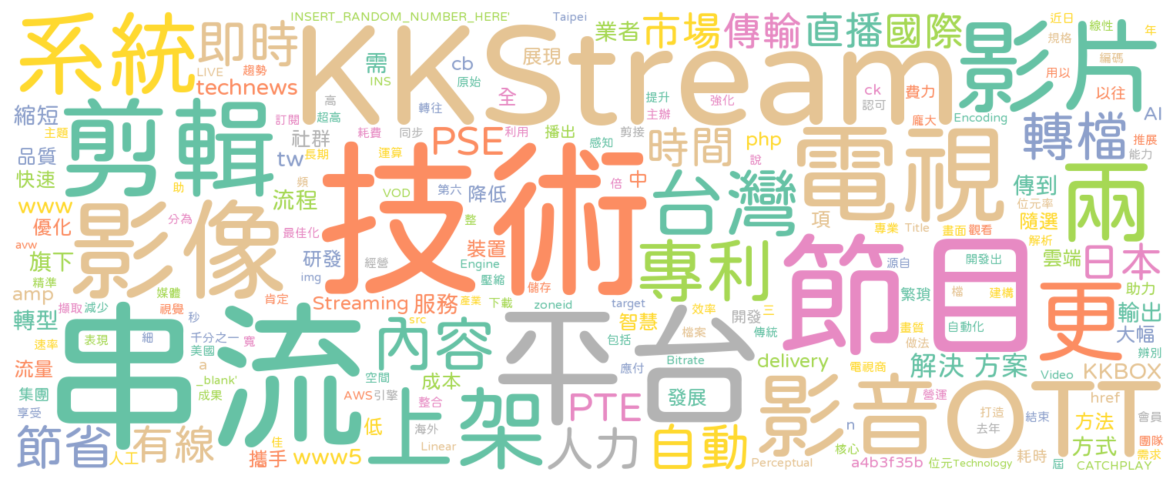 INSERT_RANDOM_NUMBER_HERE'
Taipei
系統
即時
KKStream
業者
市場
傳輸
直播
國際
影片
近日
線性
年
規格
編碼
LIVE
趨勢
technews
需
INS
cb
原始
展現
全
提升
主辦
強化
ck
認可
費力
龐大
用以
以往
Encoding
AI
推展
能力
縮短
主題
品質
快速
剪輯
訂閱
社群
tw
長期
高
超高
轉往
耗費
同步
運算
利用
PSE
播出
感知
剪接
說
時間
php
電視
轉檔
兩
傳到
位元率
隨選
解析
助
頻
VOD
第六
降低
倍
中
技術
台灣
項
專業
Title
畫面
觀看
www
優化
avw
旗下
精準
amp
擷取
減少
轉型
媒體
視覺
肯定
影像
分為
流程
最佳化
研發
img
經營
整
裝置
Engine
壓縮
儲存
專利
節目
源自
繁瑣
檔
開發出
建構
自動化
雲端
日本
助力
輸出
大幅
辨別
更
Streaming
服務
產業
下載
zoneid
target
智慧
效率
開發
三
傳統
畫質
做法
速率
表現
細
秒
千分之一
美國
寬
流量
a
_blank'
集團
成果
享受
串流
空間
成本
AWS
引擎
內容
src
包括
檔案
應付
Bitrate
平台
delivery
電視商
解決
方案
Video
KKBOX
href
整合
低
海外
Linear
上架
PTE
發展
人力
自動
影音
OTT
營運
打造
去年
結束
方法
會員
n
方式
團隊
需求
核心
a4b3f35b
位元
Technology
耗時
屆
CATCHPLAY
Perceptual
節省
人工
有線
佳
攜手
www5